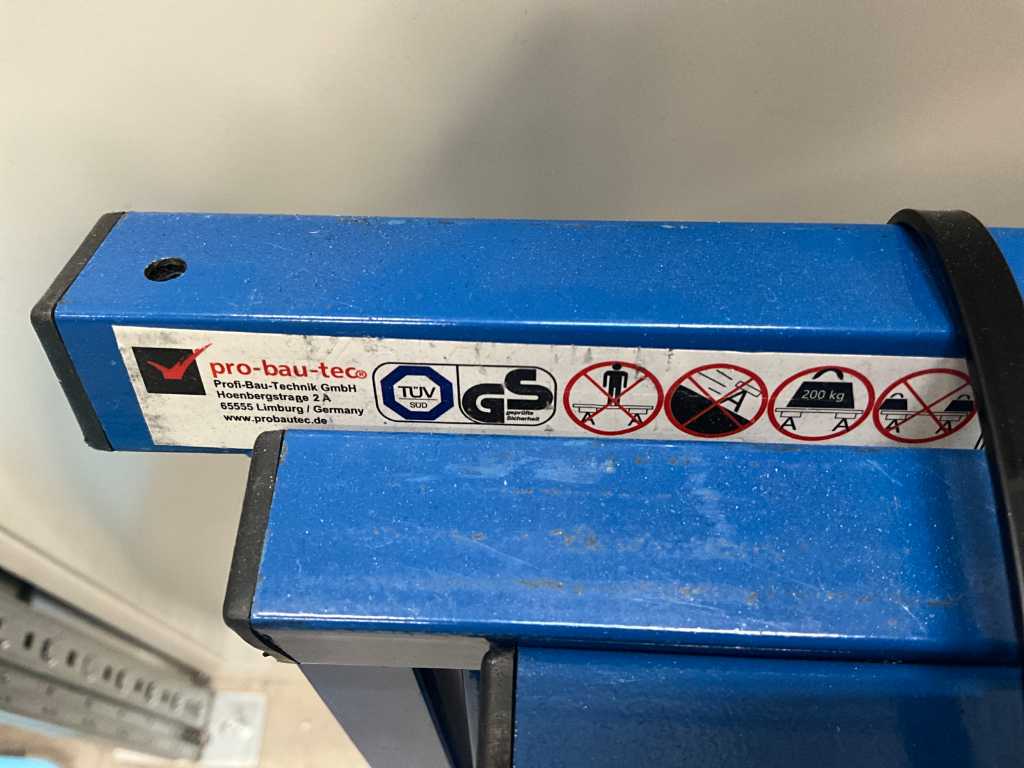 pro-bau-tec®
Profi-Bau-Technik GmbH
Hoenbergstraße 2 A
65555 Limburg / Germany
www.probautec.de
TÜV
SÜD
GS
geprüfte
Sicherheit
200 kg